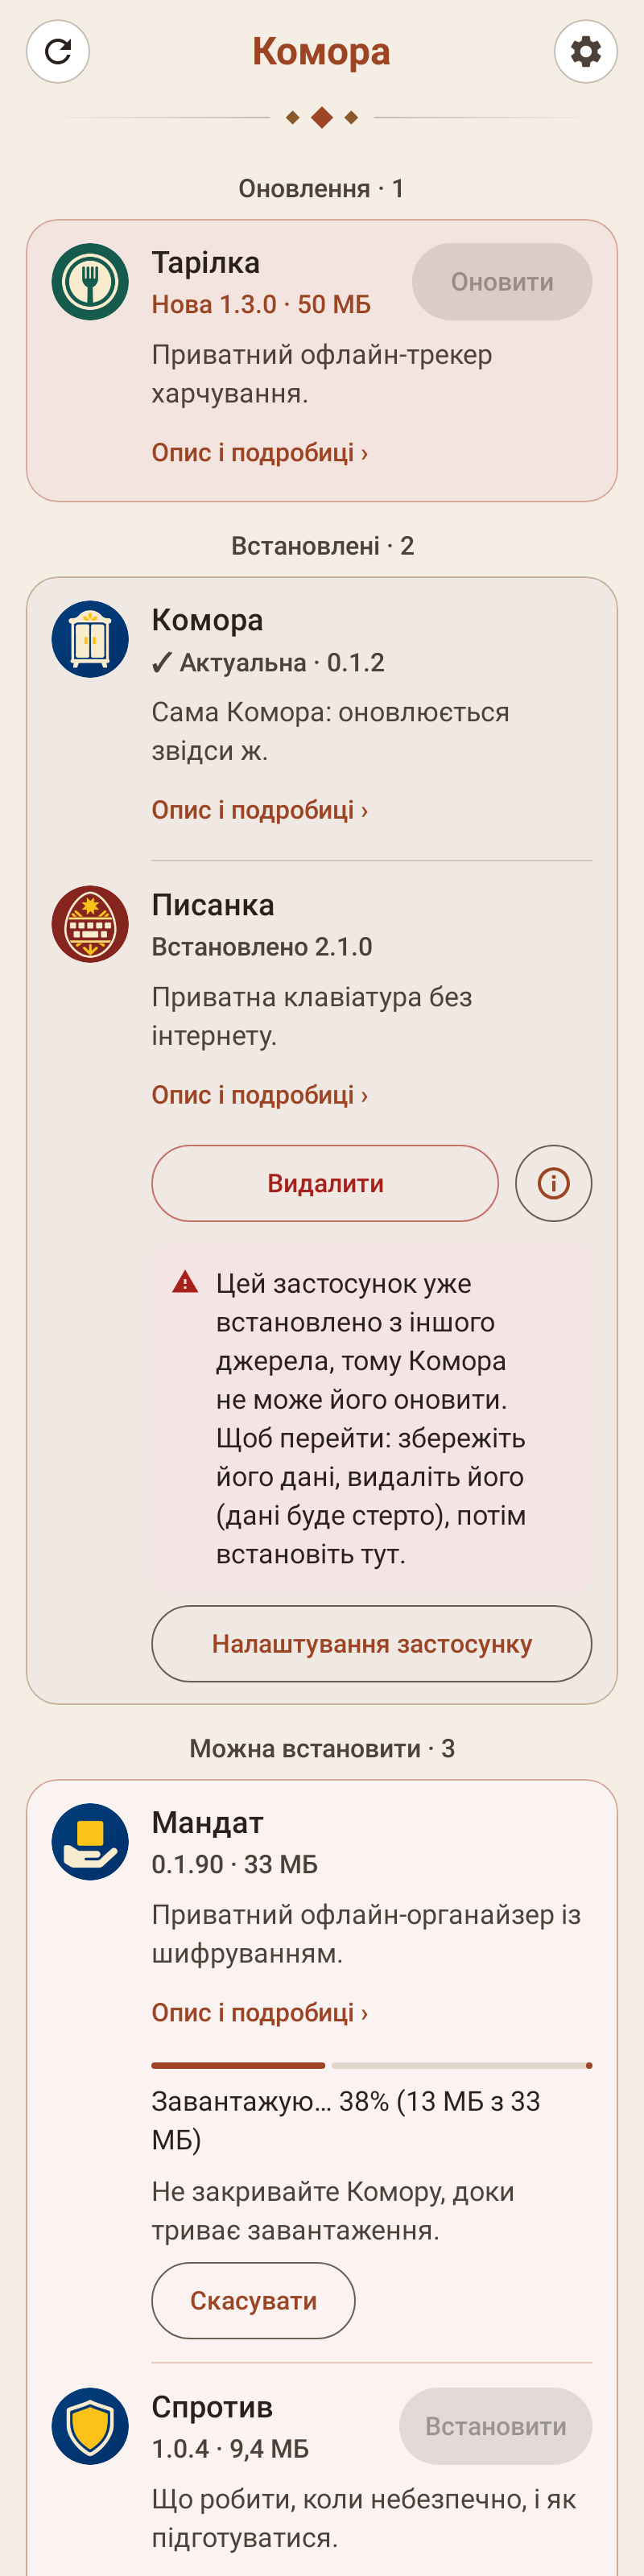 Комора
Оновлення · 1
Тарілка
Нова 1.3.0 · 50 МБ
Оновити
Приватний офлайн-трекер
харчування.
Опис і подробиці ›
Встановлені · 2
Комора
✓ Актуальна · 0.1.2
Сама Комора: оновлюється
звідси ж.
Опис і подробиці ›
Писанка
Встановлено 2.1.0
Приватна клавіатура без
інтернету.
Опис і подробиці ›
Видалити
Цей застосунок уже
встановлено з іншого
джерела, тому Комора
не може його оновити.
Щоб перейти: збережіть
його дані, видаліть його
(дані буде стерто), потім
встановіть тут.
Налаштування застосунку
Можна встановити · 3
Мандат
0.1.90 · 33 МБ
Приватний офлайн-органайзер із
шифруванням.
Опис і подробиці ›
Завантажую… 38% (13 МБ з 33
МБ)
Не закривайте Комору, доки
триває завантаження.
Скасувати
Спротив
1.0.4 · 9,4 МБ
Встановити
Що робити, коли небезпечно, і як
підготуватися.